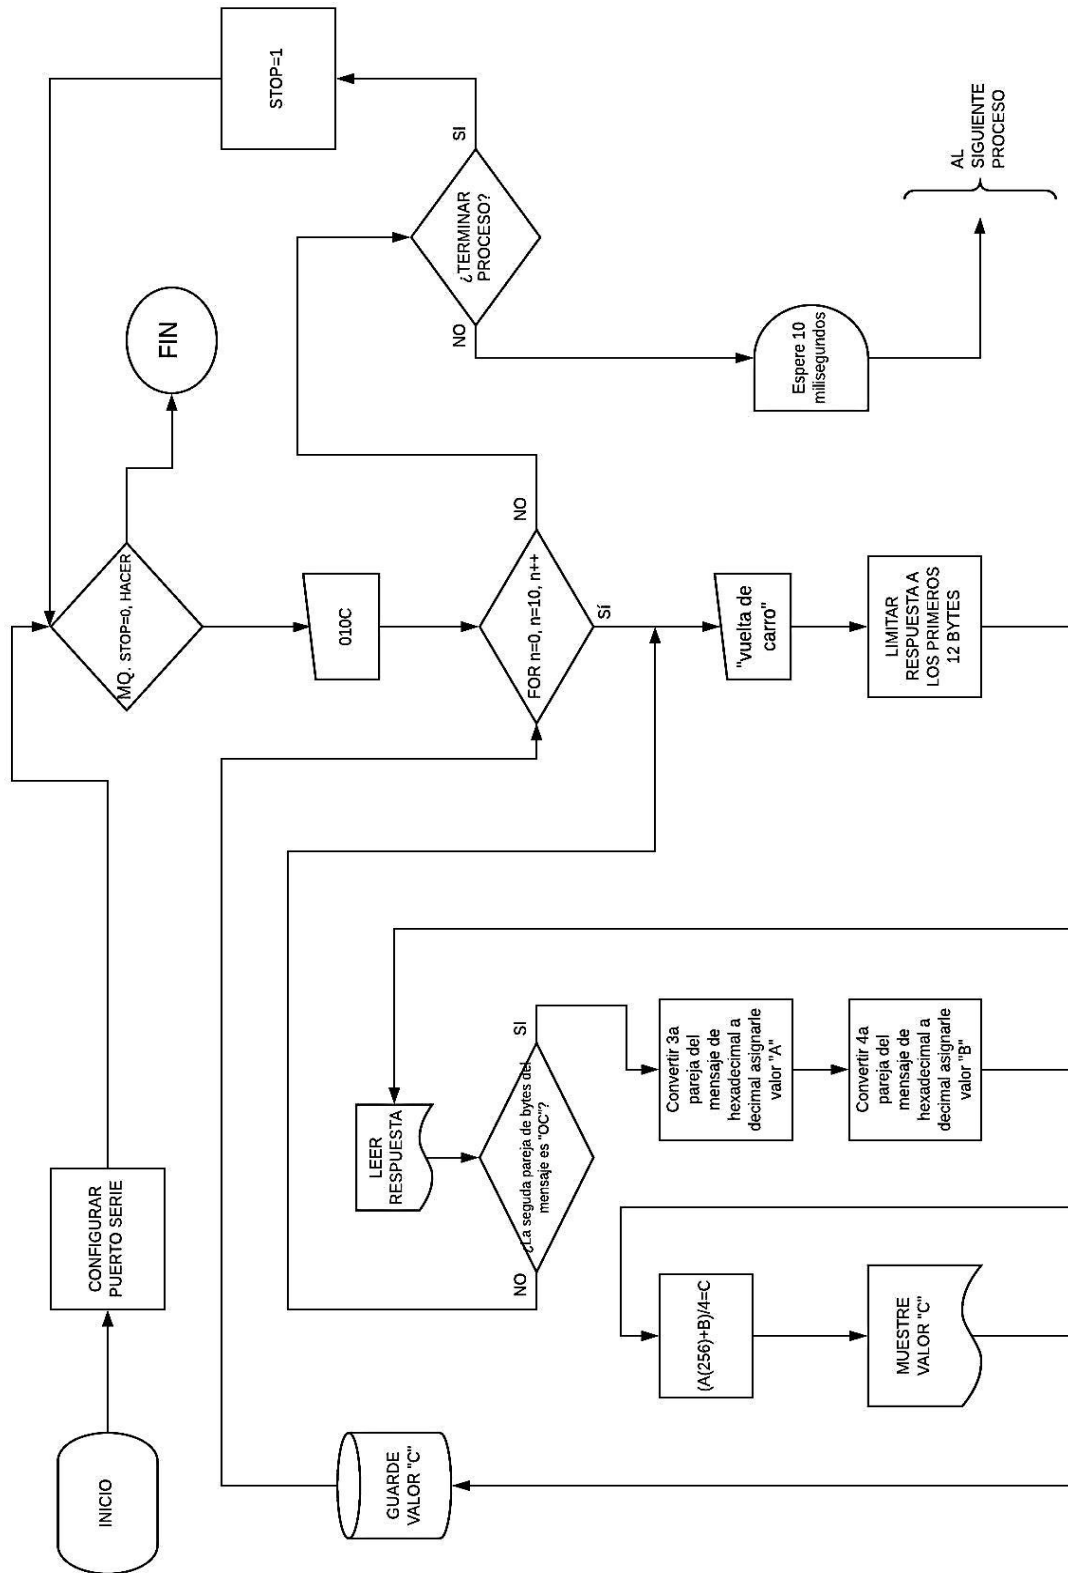 INICIO
CONFIGURAR
PUERTO SERIE
MQ. STOP=0, HACER
FIN
STOP=1
010C
FOR n=0, n=10, n++
NO
Sí
¿TERMINAR
PROCESO?
SI
NO
Espere 10
milisegundos
AL
SIGUIENTE
PROCESO
"vuelta de
carro"
LIMITAR
RESPUESTA A
LOS PRIMEROS
12 BYTES
LEER
RESPUESTA
¿La seguda pareja de bytes del
mensaje es "OC"?
NO
SI
Convertir 3a
pareja del
mensaje de
hexadecimal a
decimal asignarle
valor "A"
Convertir 4a
pareja del
mensaje de
hexadecimal a
decimal asignarle
valor "B"
(A(256)+B)/4=C
MUESTRE
VALOR "C"
GUARDE
VALOR "C"